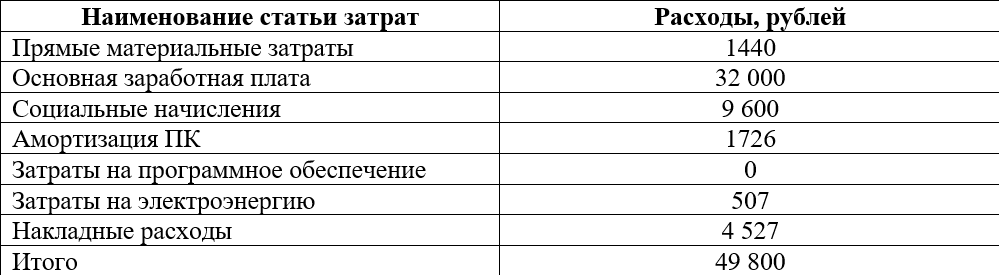 Наименование статьи затрат Расходы, рублей
Прямые материальные затраты 1440
Основная заработная плата 32 000
Социальные начисления 9 600
Амортизация ПК 1726
Затраты на программное обеспечение 0
Затраты на электроэнергию 507
Накладные расходы 4 527
Итого 49 800